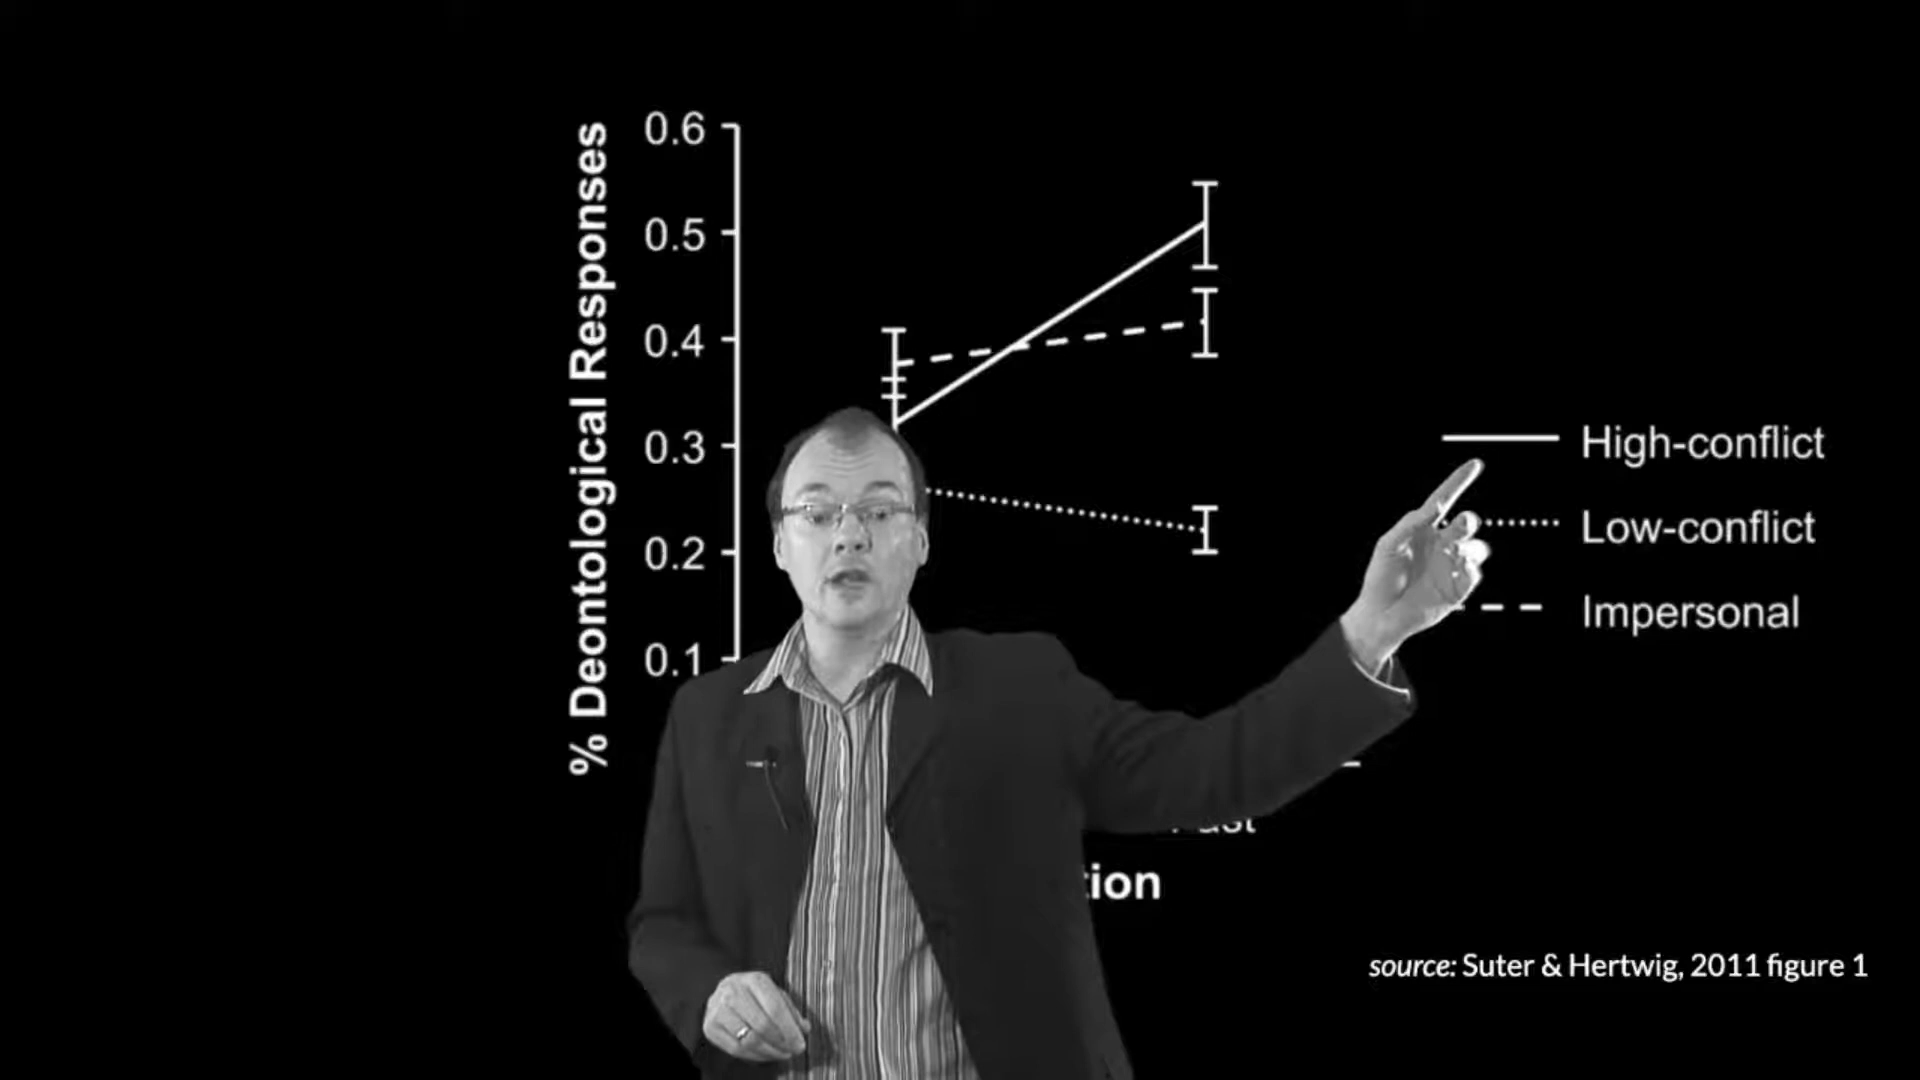 % Deontological Responses
0.6
0.5
0.4
0.3
0.2
0.1
High-conflict
Low-conflict
Impersonal
source: Suter & Hertwig, 2011 figure 1